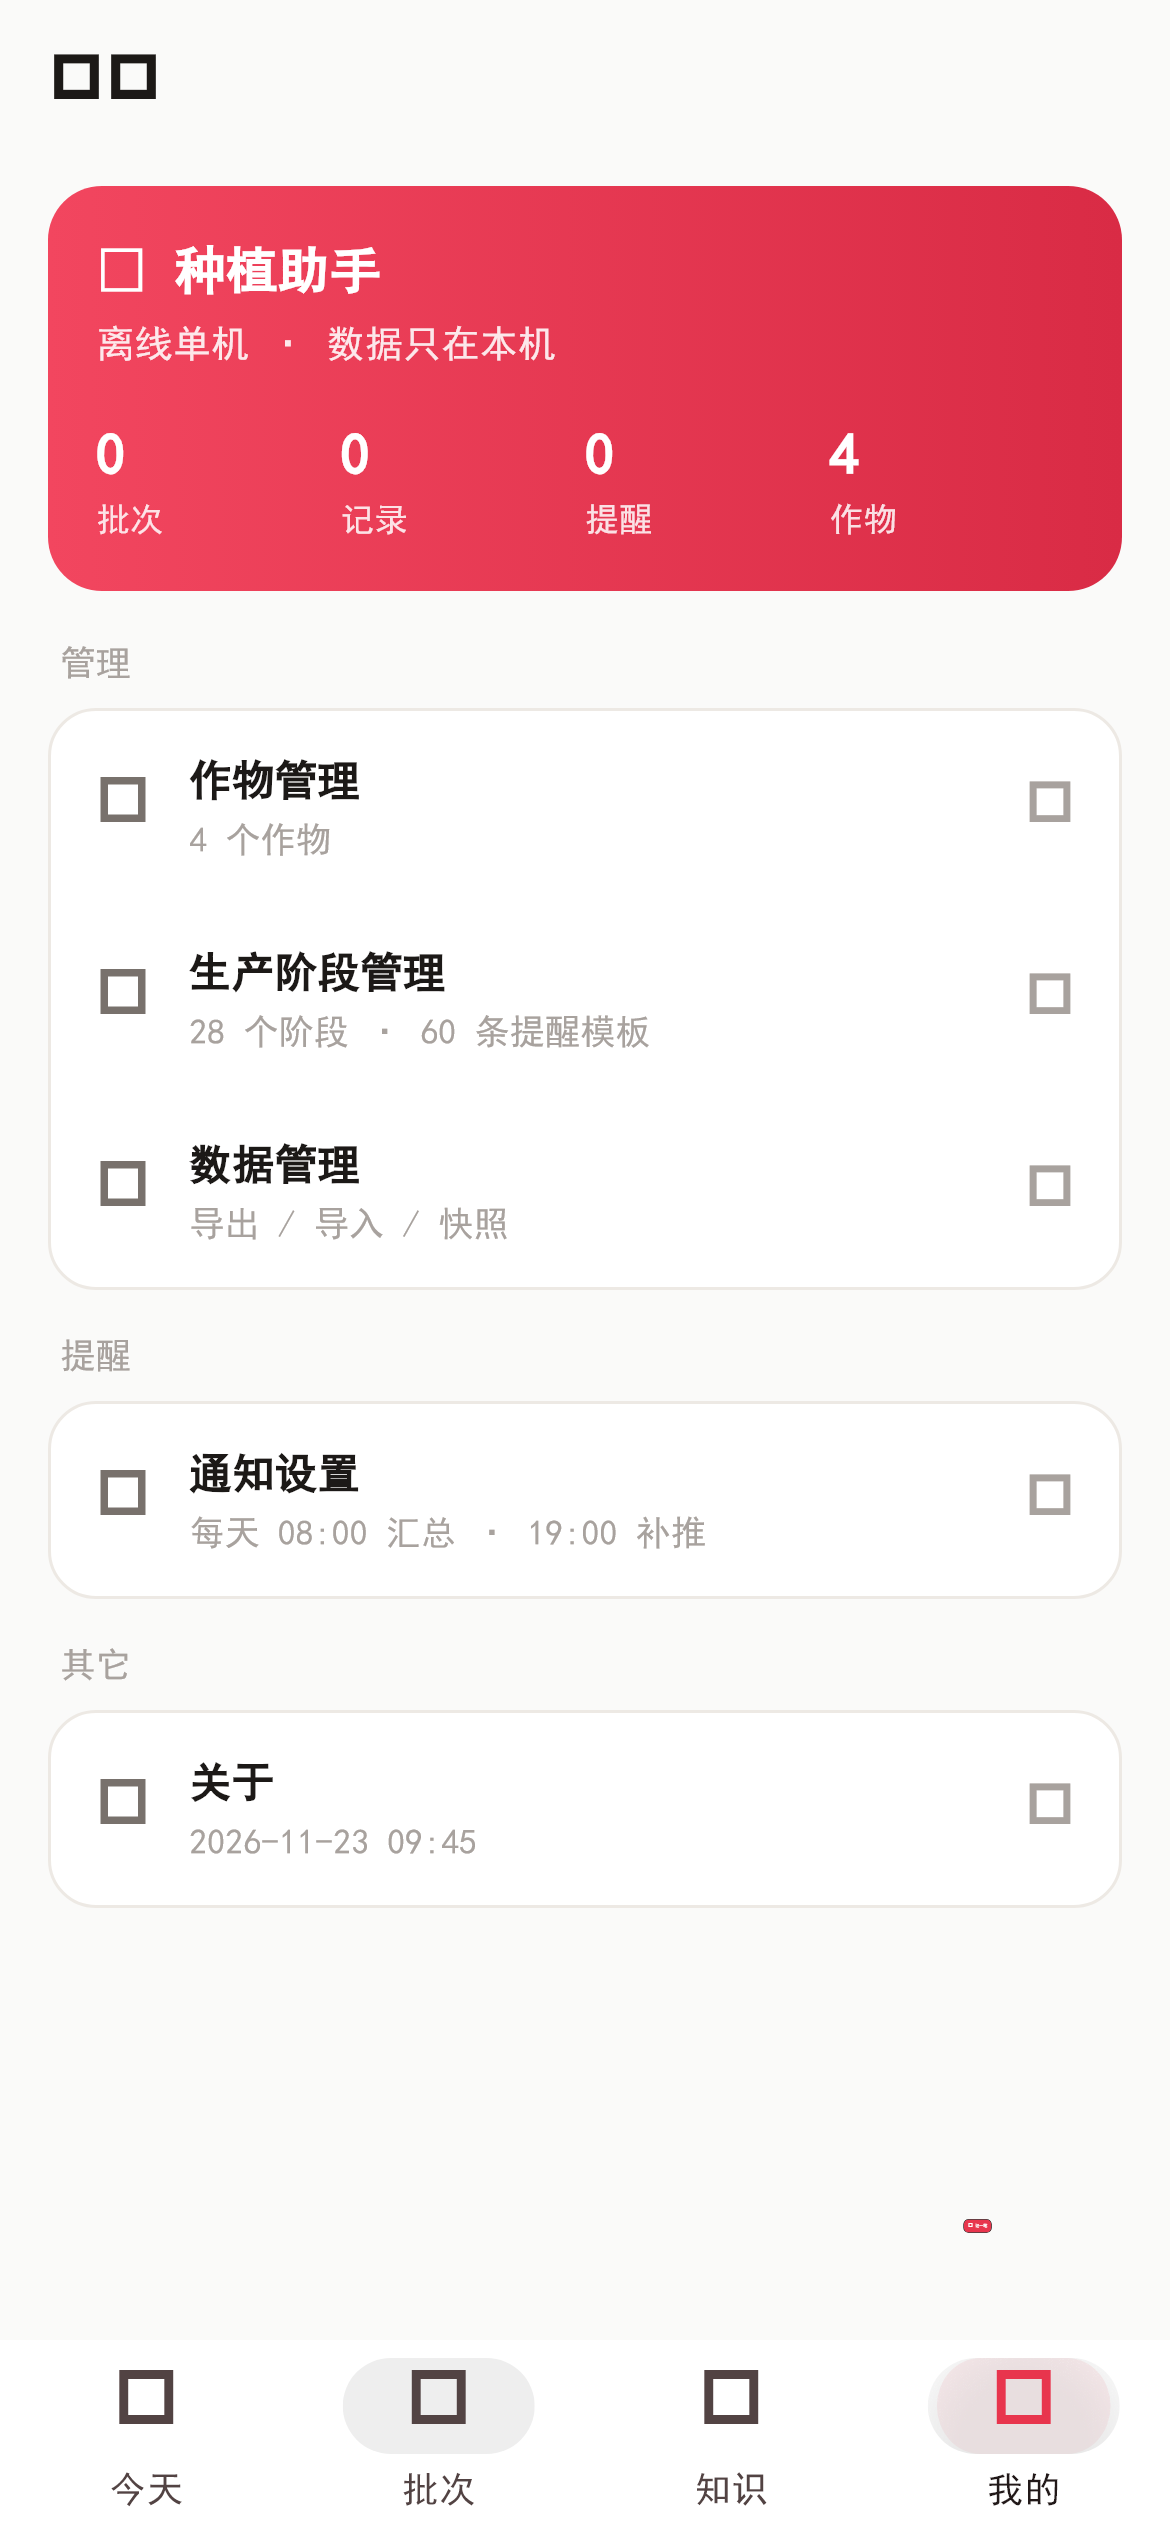 种植助手
离线单机 · 数据只在本机
0 0 0 4
批次 记录 提醒 作物
管理
作物管理
4 个作物
生产阶段管理
28 个阶段 · 60 条提醒模板
数据管理
导出 / 导入 / 快照
提醒
通知设置
每天 08:00 汇总 · 19:00 补推
其它
关于
2026-11-23 09:45
今天 批次 知识 我的